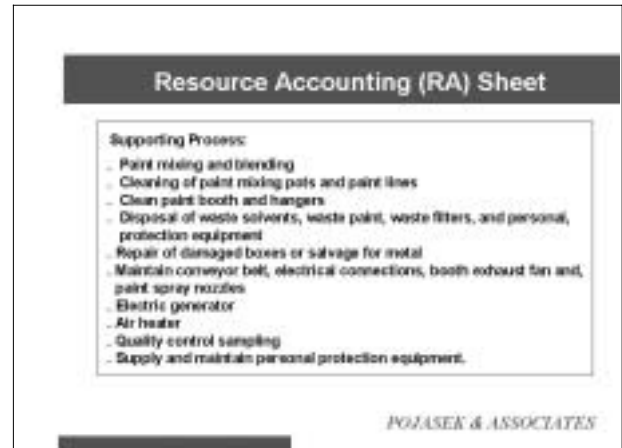 Resource Accounting (RA) Sheet
Supporting Process:
. Paint mixing and blending
. Cleaning of paint mixing pots and paint lines
. Clean paint booth and hangers
. Disposal of waste solvents, waste paint, waste filters, and personal,
protection equipment
. Repair of damaged boxes or salvage for metal
. Maintain conveyor belt, electrical connections, booth exhaust fan and,
paint spray nozzles
. Electric generator
. Air heater
. Quality control sampling
. Supply and maintain personal protection equipment.
POJASEK & ASSOCIATES